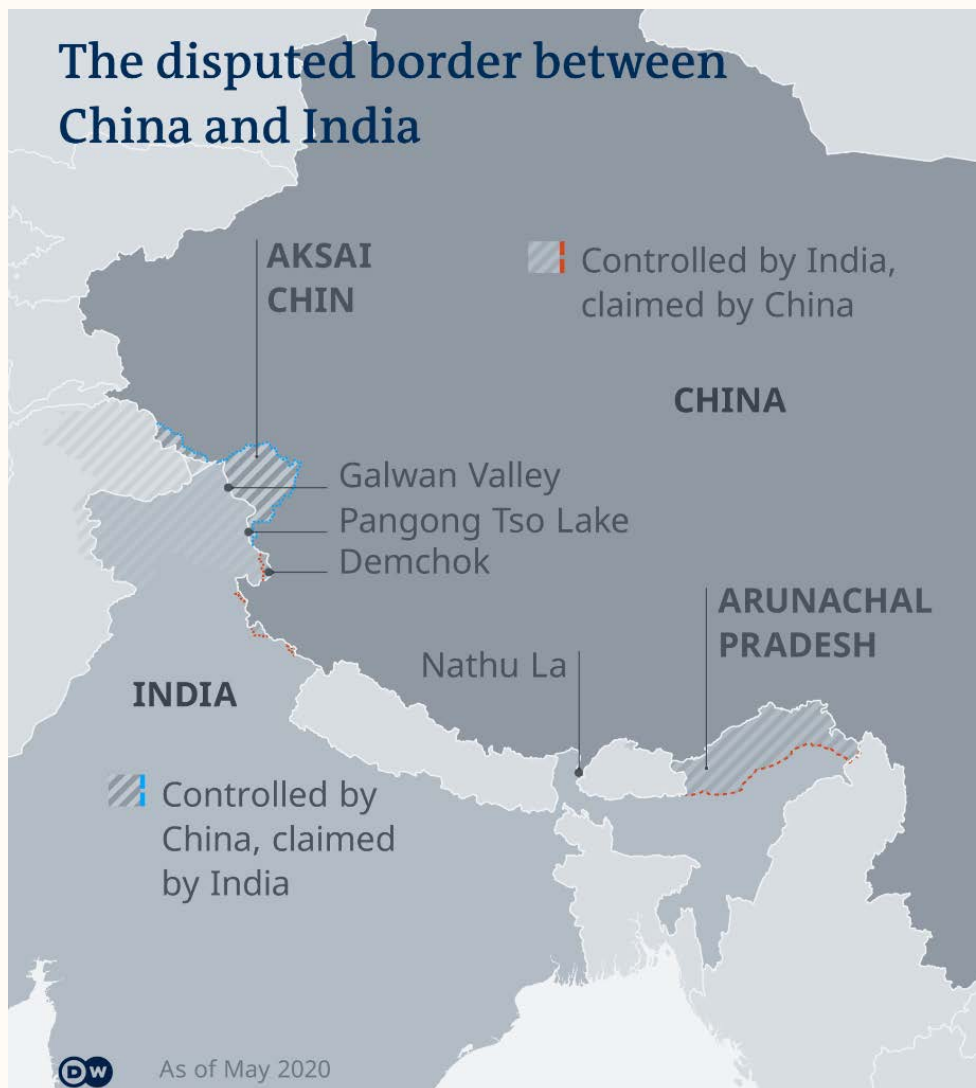 The disputed border between
China and India
AKSAI
CHIN
Controlled by India,
claimed by China
CHINA
Galwan Valley
Pangong Tso Lake
Demchok
ARUNACHAL
PRADESH
Nathu La
INDIA
Controlled by
China, claimed
by India
DW
As of May 2020